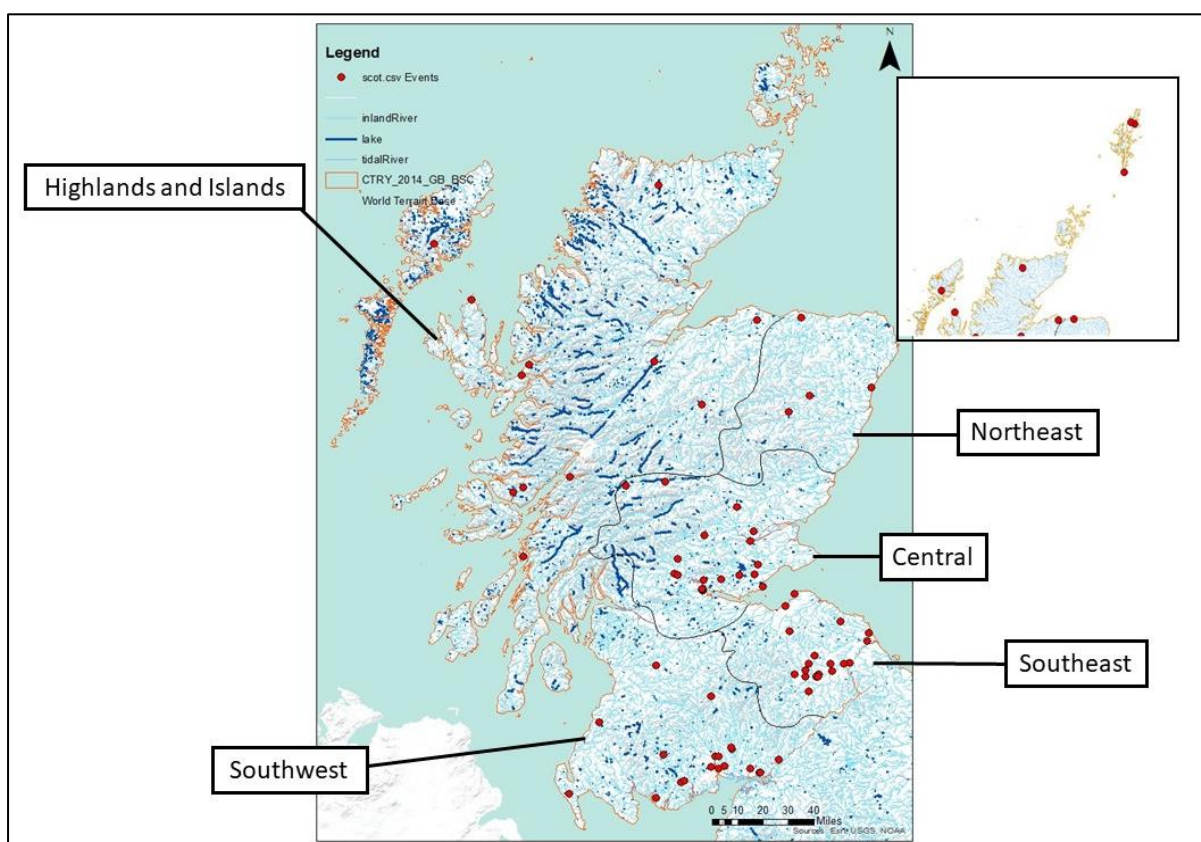 Legend
N
scot.csv Events
inlandRiver
lake
tidalRiver
CTRY_2014_GB_BSC
World Terrain Base
Highlands and Islands
Northeast
Central
Southeast
Southwest
0 5 10 20 30 40
Miles
Sources: Esri, USGS, NOAA